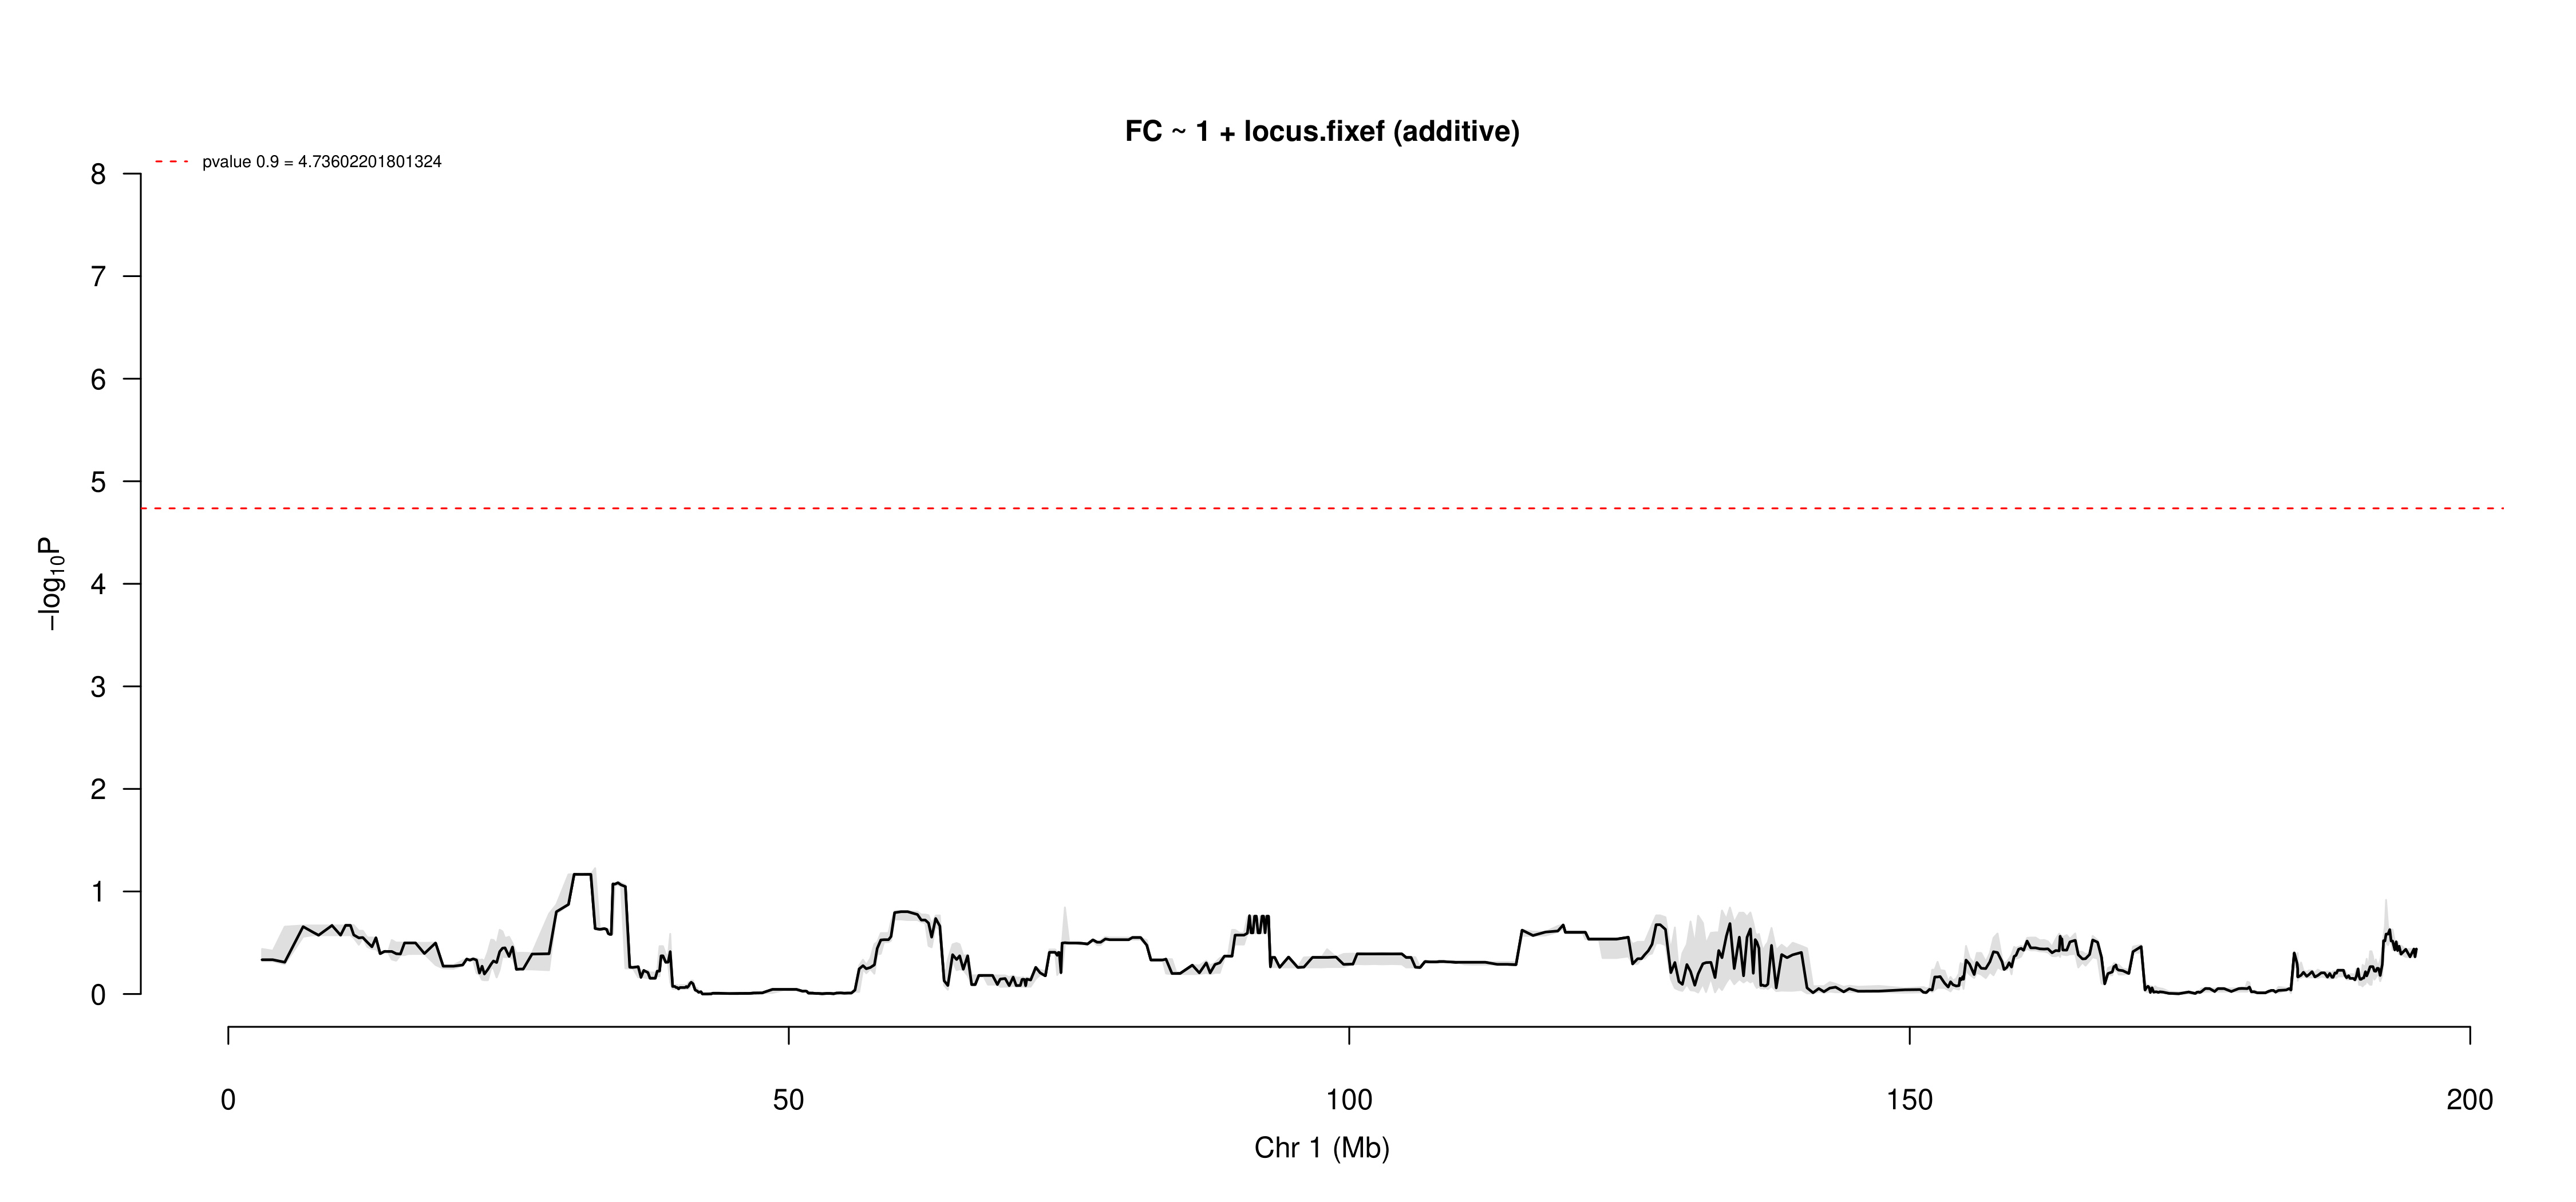 FC ~ 1 + locus.fixef (additive)
pvalue 0.9 = 4.73602201801324
8
7
6
5
4
3
2
1
0
−log10P
0 50 100 150 200
Chr 1 (Mb)